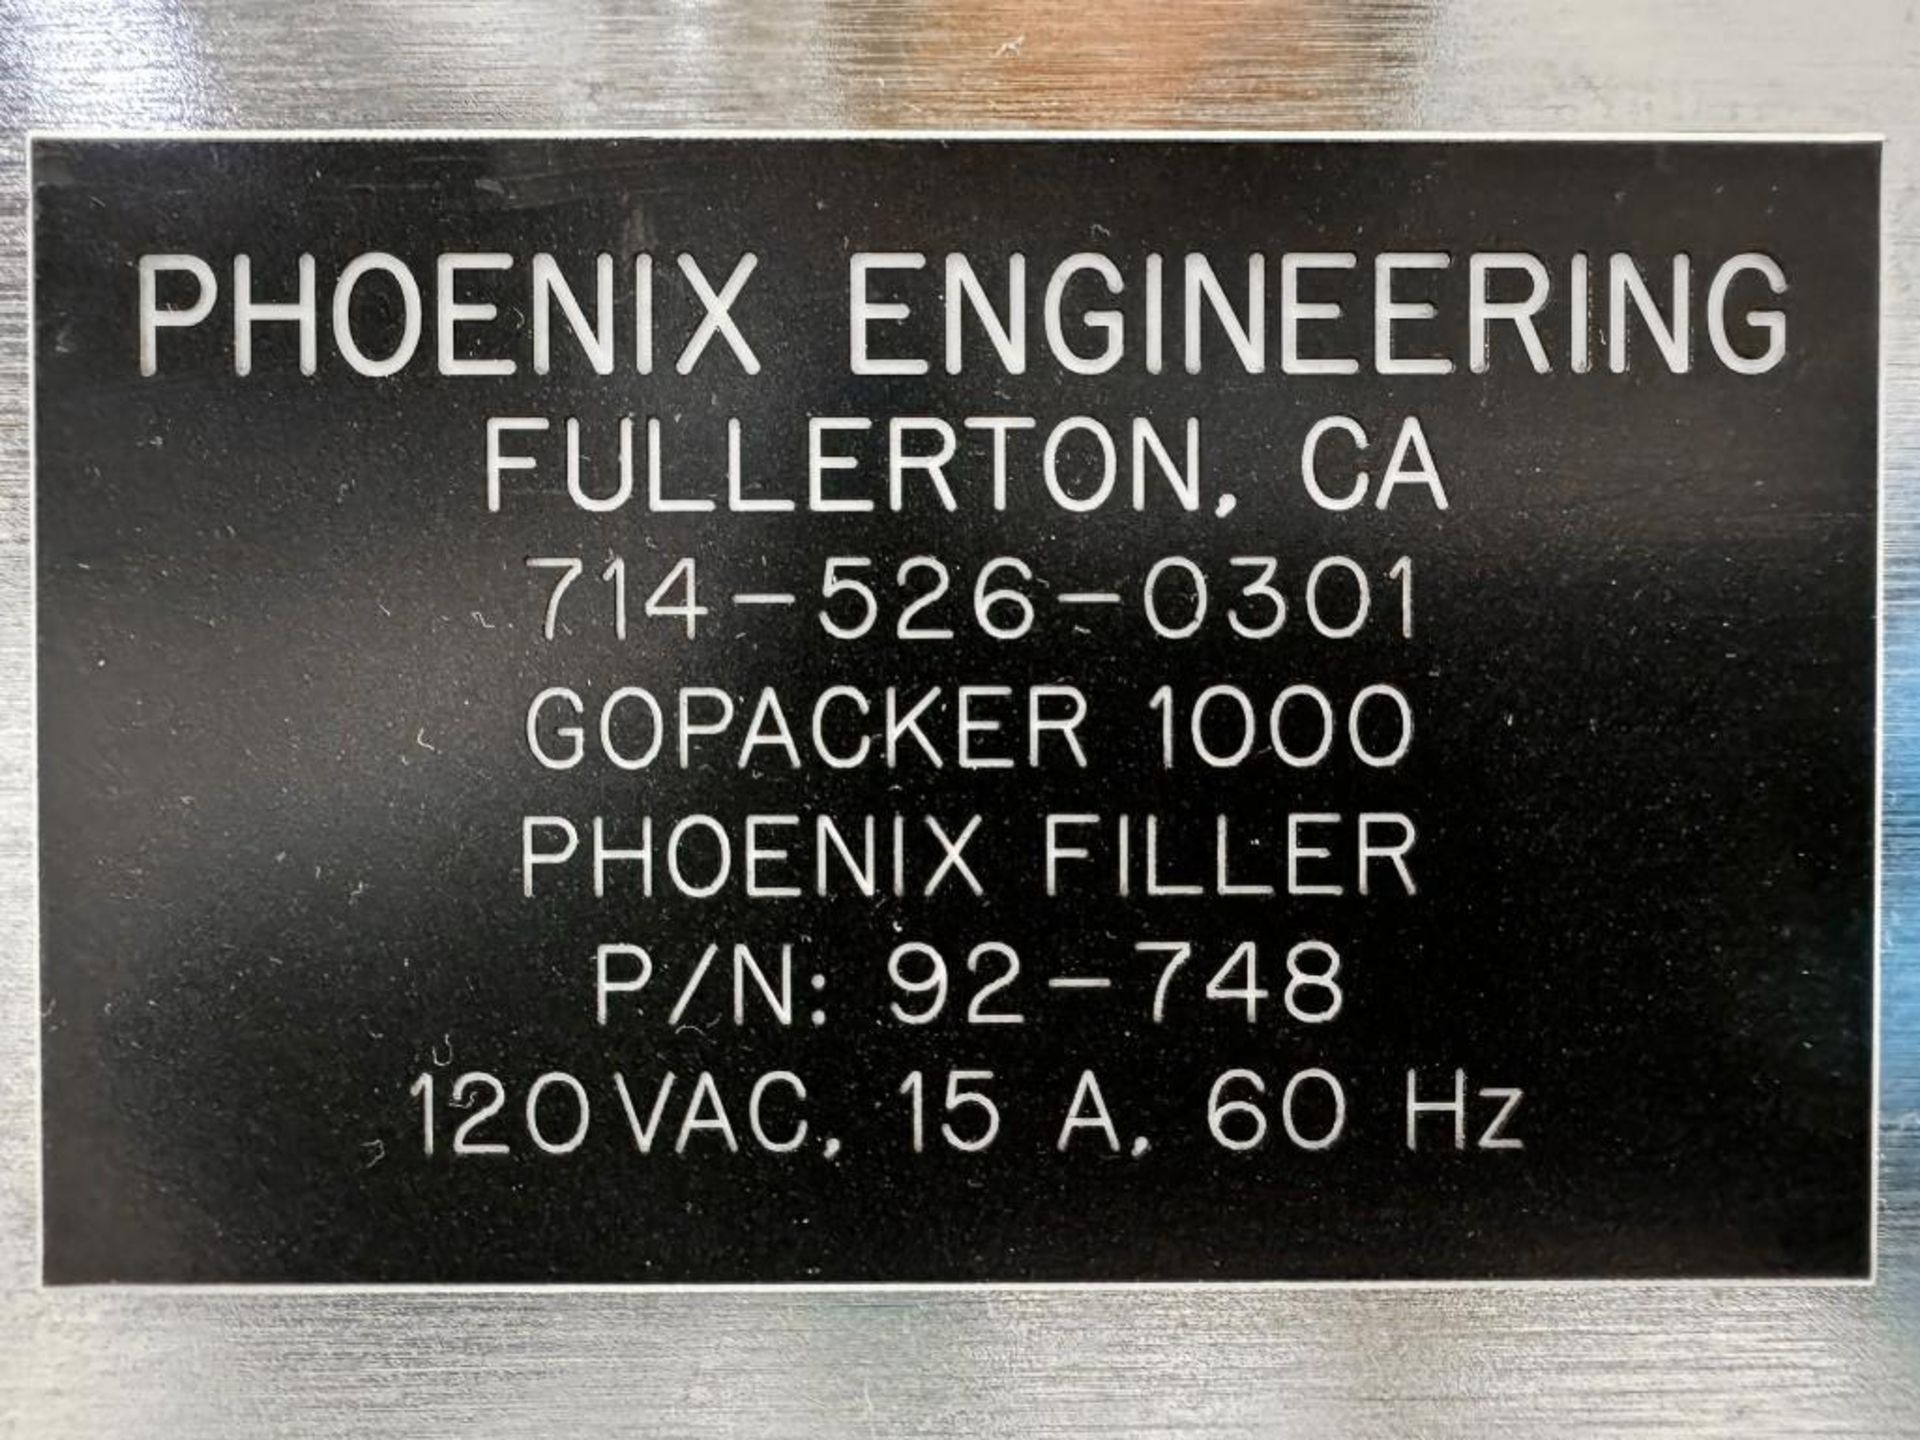 PHOENIX ENGINEERING
FULLERTON, CA
714-526-0301
GOPACKER 1000
PHOENIX FILLER
P/N: 92-748
120VAC, 15 A, 60 Hz